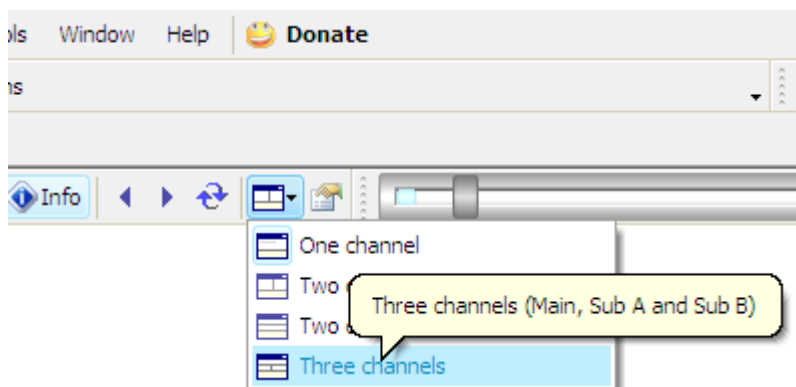 ols Window Help Donate
ns
Info
One channel
Two
Three channels (Main, Sub A and Sub B)
Two
Three channels